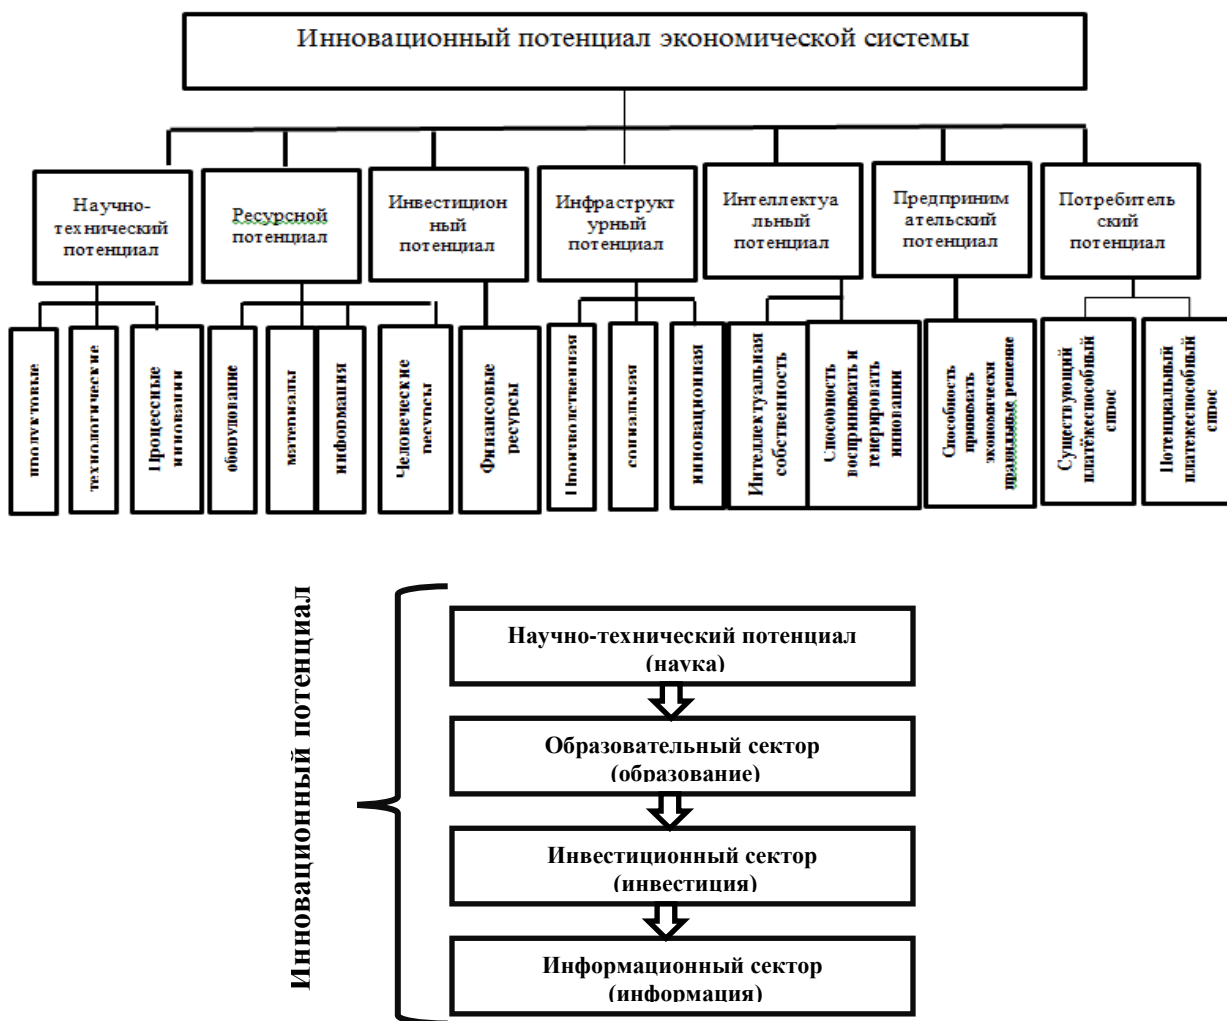 Инновационный потенциал экономической системы
Научно-
технический
потенциал
Ресурсной
потенциал
Инвестицион
ный
потенциал
Инфраструкт
урный
потенциал
Интеллектуа
льный
потенциал
Предприним
ательский
потенциал
Потребитель
ский
потенциал
продуктовые
технологические
Процессные
инновации
оборудование
материалы
информация
Человеческие
ресурсы
Финансовые
ресурсы
Производственная
социальная
инновационная
Интеллектуальная
собственность
Способность
воспринимать и
генерировать
инновации
Способность
принимать
экономически
правильные решение
Существующий
платёжеспособный
спрос
Потенциальный
платёжеспособный
спрос
Инновационный потенциал
Научно-технический потенциал
(наука)
Образовательный сектор
(образование)
Инвестиционный сектор
(инвестиция)
Информационный сектор
(информация)